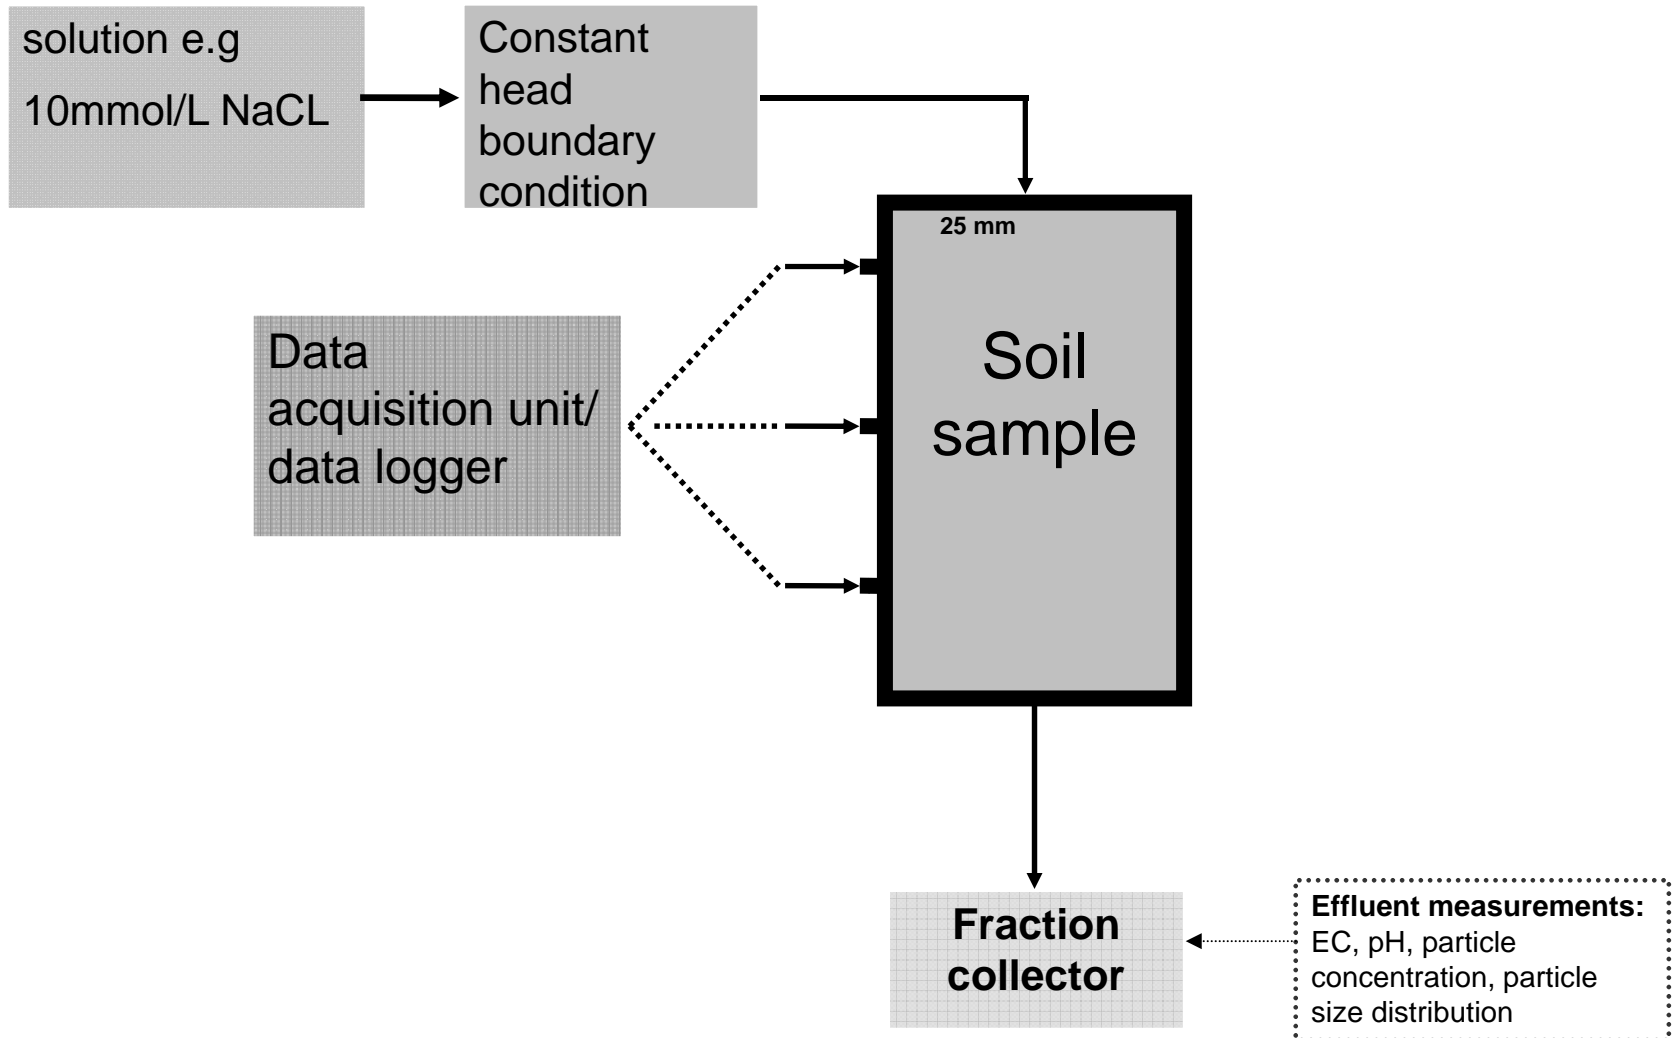 solution e.g
10mmol/L NaCL
Constant
head
boundary
condition
25 mm
Data
acquisition unit/
data logger
Soil
sample
Fraction
collector
Effluent measurements:
EC, pH, particle
concentration, particle
size distribution